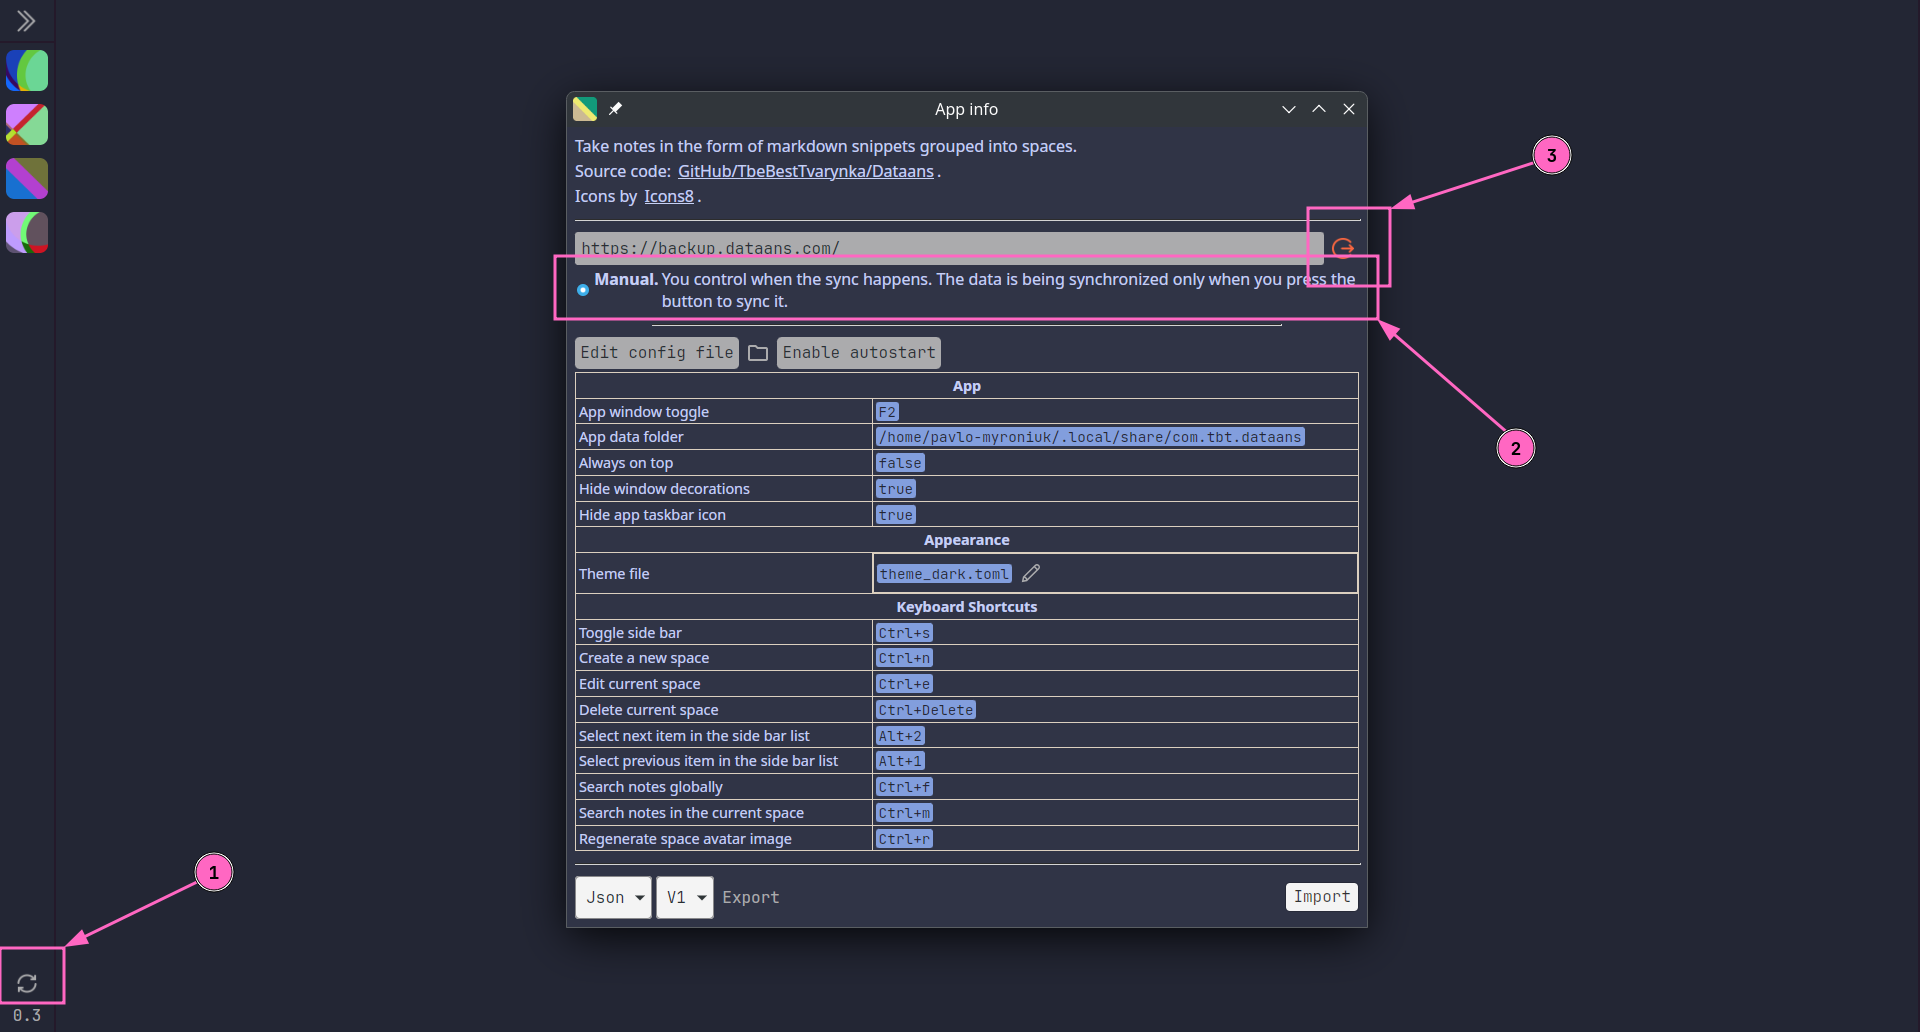 App info
Take notes in the form of markdown snippets grouped into spaces.
Source code: GitHub/TbeBestTvarynka/Dataans .
Icons by Icons8 .
3
https://backup.dataans.com/
Manual. You control when the sync happens. The data is being synchronized only when you press the
button to sync it.
2
Edit config file Enable autostart
App
App window toggle F2
App data folder /home/pavlo-myroniuk/.local/share/com.tbt.dataans
Always on top false
Hide window decorations true
Hide app taskbar icon true
Appearance
Theme file theme_dark.toml
Keyboard Shortcuts
Toggle side bar Ctrl+s
Create a new space Ctrl+n
Edit current space Ctrl+e
Delete current space Ctrl+Delete
Select next item in the side bar list Alt+2
Select previous item in the side bar list Alt+1
Search notes globally Ctrl+f
Search notes in the current space Ctrl+m
Regenerate space avatar image Ctrl+r
Json V1 Export Import
1
0.3